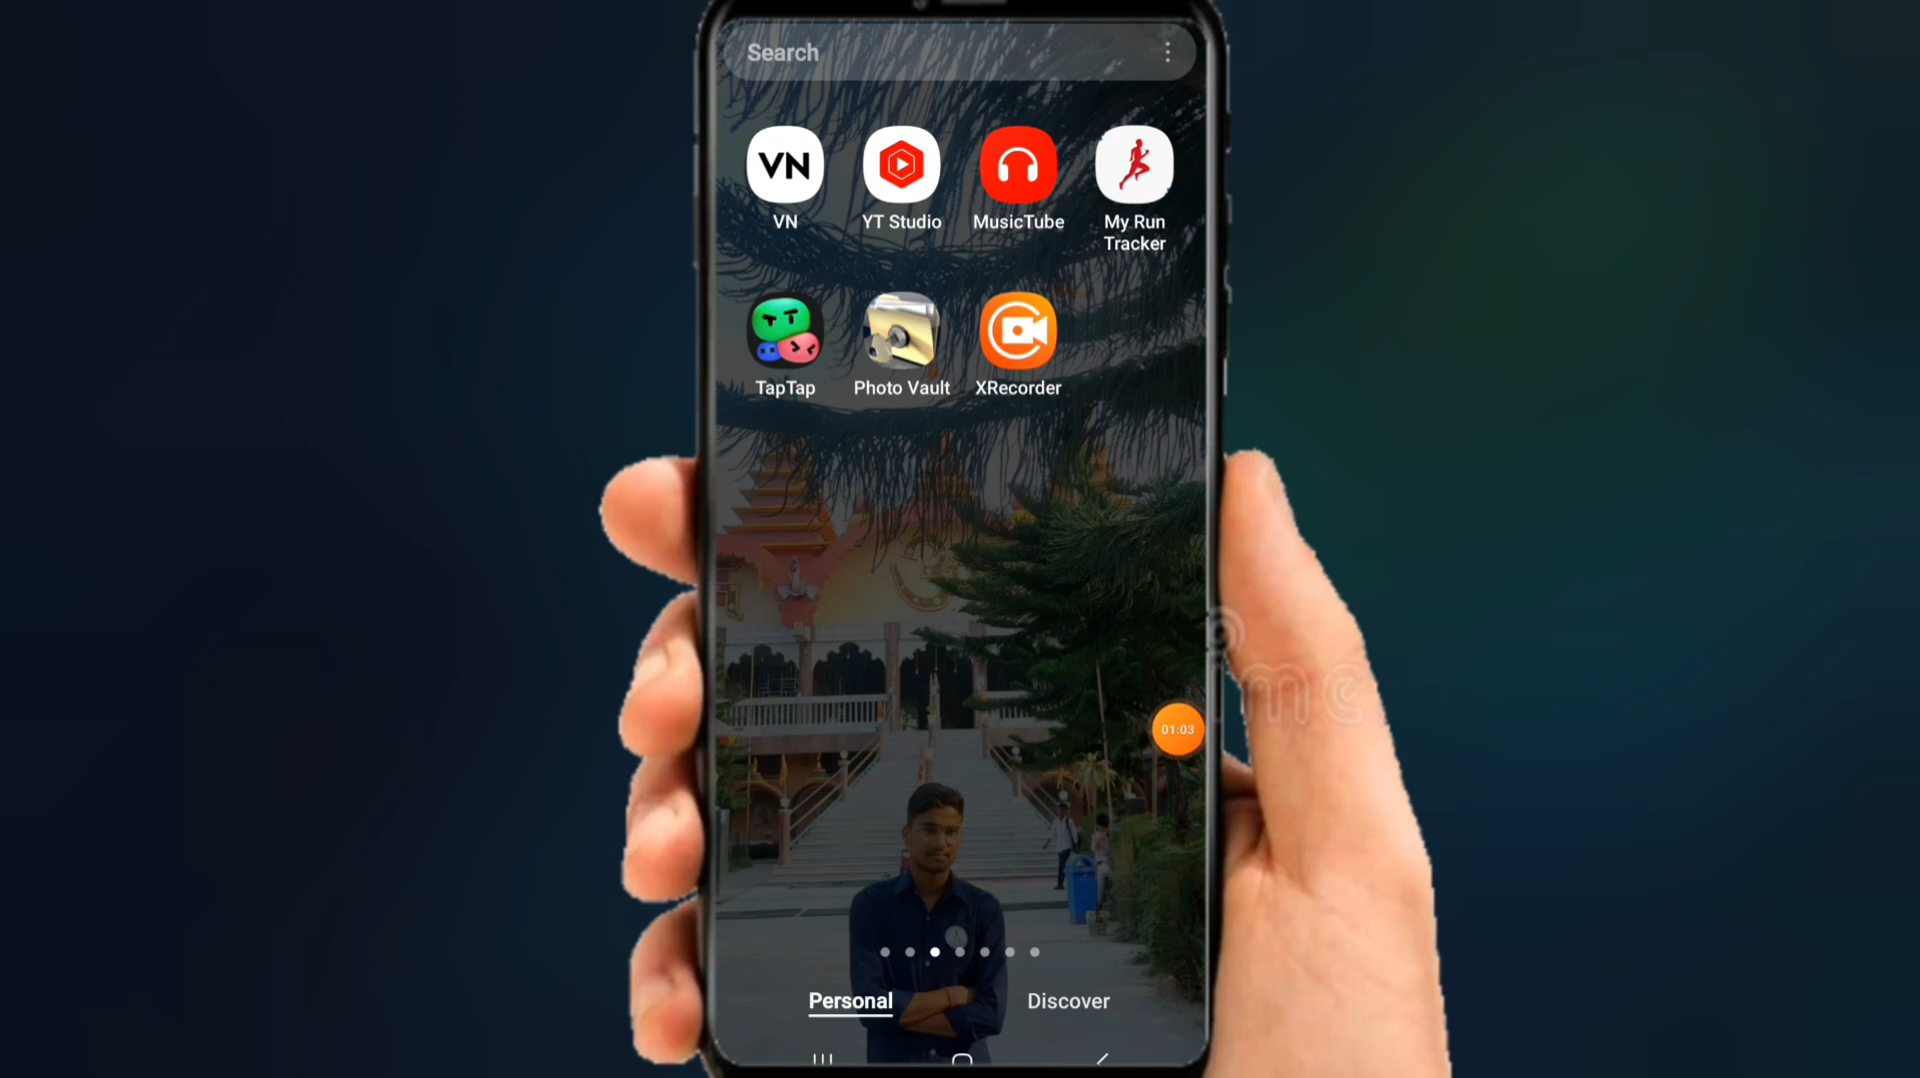 Search
VN
VN
YT Studio
MusicTube
My Run
Tracker
TapTap
Photo Vault
XRecorder
01:03
Personal
Discover